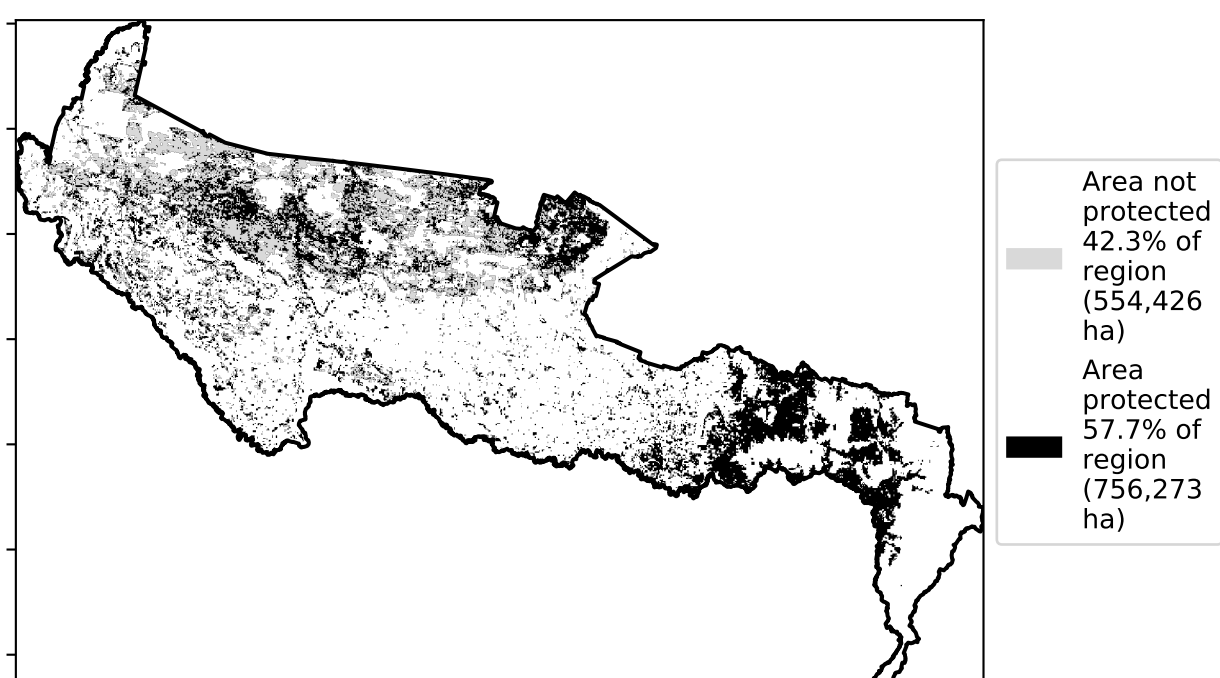 Area not
protected
42.3% of
region
(554,426
ha)
Area
protected
57.7% of
region
(756,273
ha)